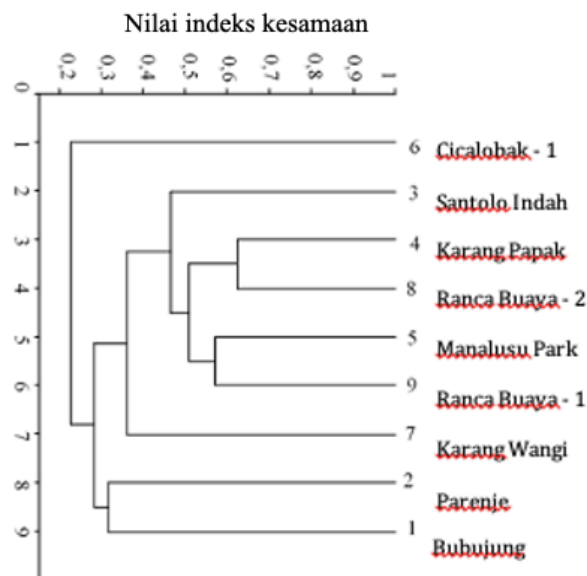 Nilai indeks kesamaan
0,2 0,3 0,4 0,5 0,6 0,7 0,8 0,9 1
0
1
2
3
4
5
6
7
8
9
6 Cicalobak - 1
3 Santolo Indah
4 Karang Papak
8 Ranca Buaya - 2
5 Manalusu Park
9 Ranca Buaya - 1
7 Karang Wangi
2 Parenje
1 Bubujung